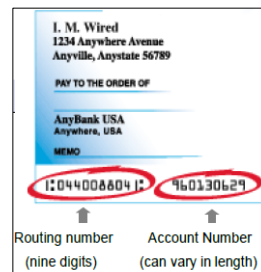 I. M. Wired
1234 Anywhere Avenue
Anyville, Anystate 56789
PAY TO THE ORDER OF
AnyBank USA
Anywhere, USA
MEMO
⑆044008804⑆ 960130629
Routing number Account Number
(nine digits) (can vary in length)